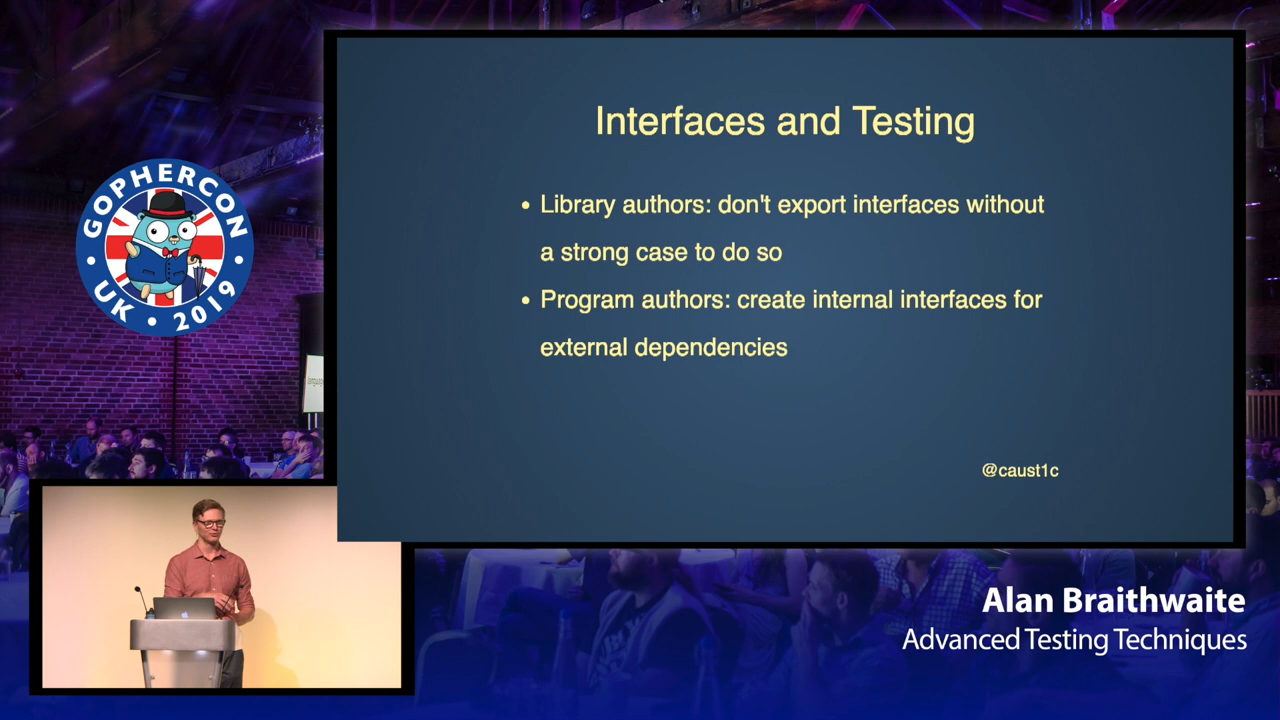 GOPHERCON
UK • 2019
Interfaces and Testing
• Library authors: don't export interfaces without
a strong case to do so
• Program authors: create internal interfaces for
external dependencies
@caust1c
Alan Braithwaite
Advanced Testing Techniques